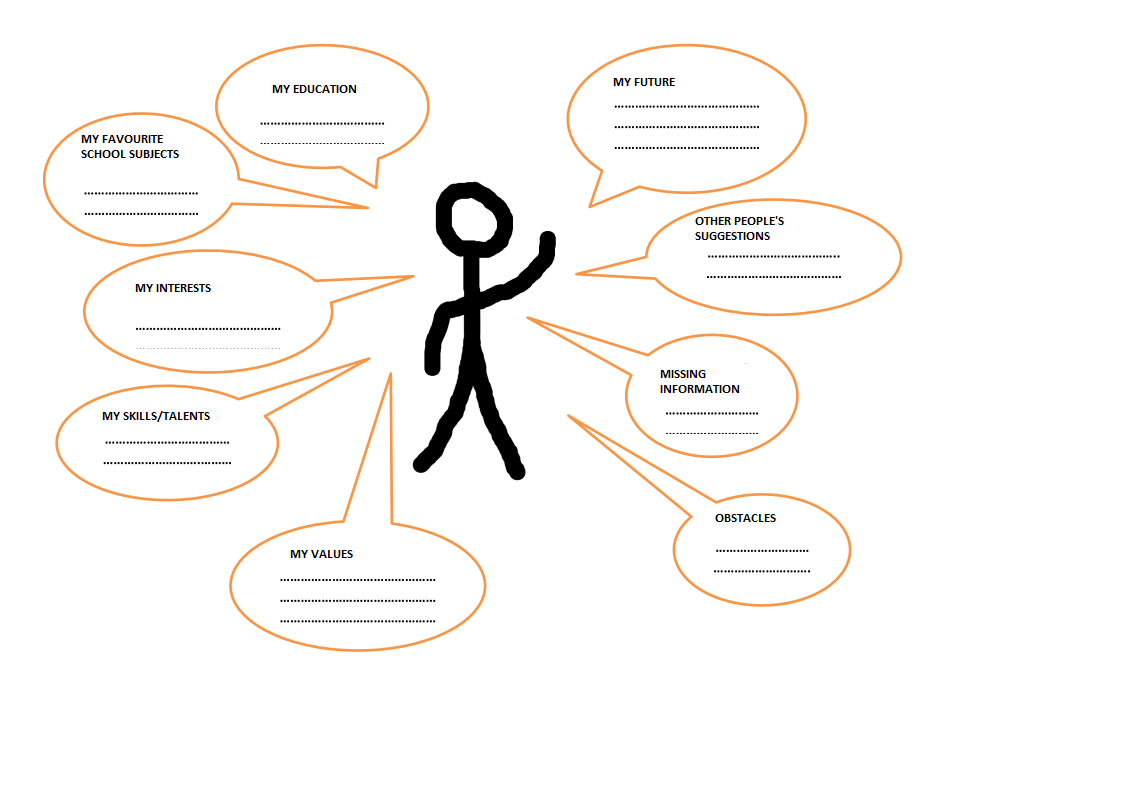 MY EDUCATION
................................................
................................................
MY FUTURE
................................................
................................................
................................................
MY FAVOURITE
SCHOOL SUBJECTS
................................................
................................................
OTHER PEOPLE'S
SUGGESTIONS
................................................
................................................
MY INTERESTS
................................................
................................................
MISSING
INFORMATION
................................
................................
MY SKILLS/TALENTS
................................................
................................................
OBSTACLES
................................
................................
MY VALUES
................................................
................................................
................................................